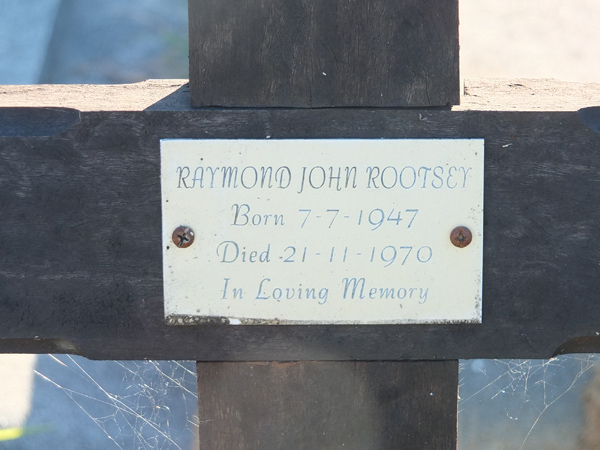 RAYMOND JOHN ROOTSEY
Born 7-7-1947
Died 21-11-1970
In Loving Memory